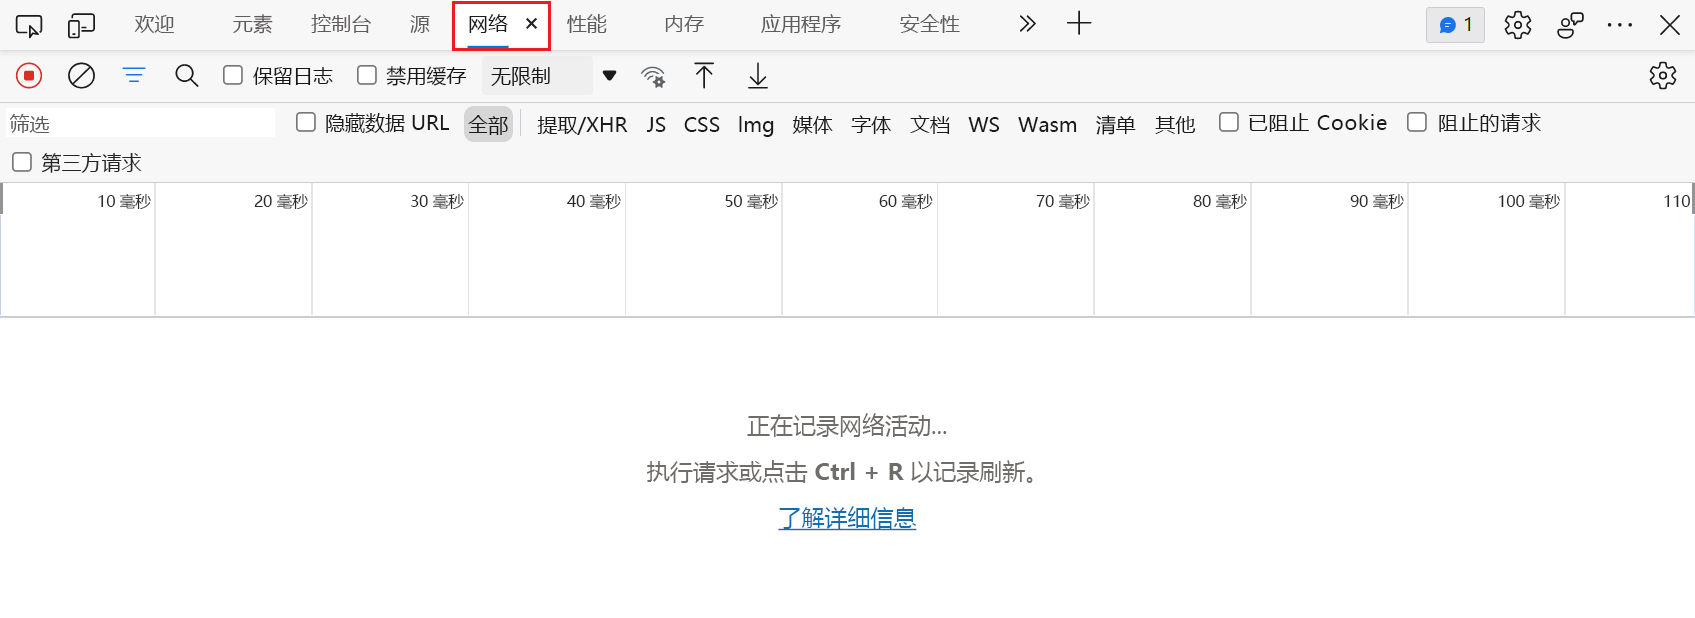 欢迎 元素 控制台 源 网络 × 性能 内存 应用程序 安全性 1
保留日志 禁用缓存 无限制
筛选 隐藏数据 URL 全部 提取/XHR JS CSS Img 媒体 字体 文档 WS Wasm 清单 其他 已阻止 Cookie 阻止的请求
第三方请求
10 毫秒 20 毫秒 30 毫秒 40 毫秒 50 毫秒 60 毫秒 70 毫秒 80 毫秒 90 毫秒 100 毫秒 110
正在记录网络活动...
执行请求或点击 Ctrl + R 以记录刷新。
了解详细信息